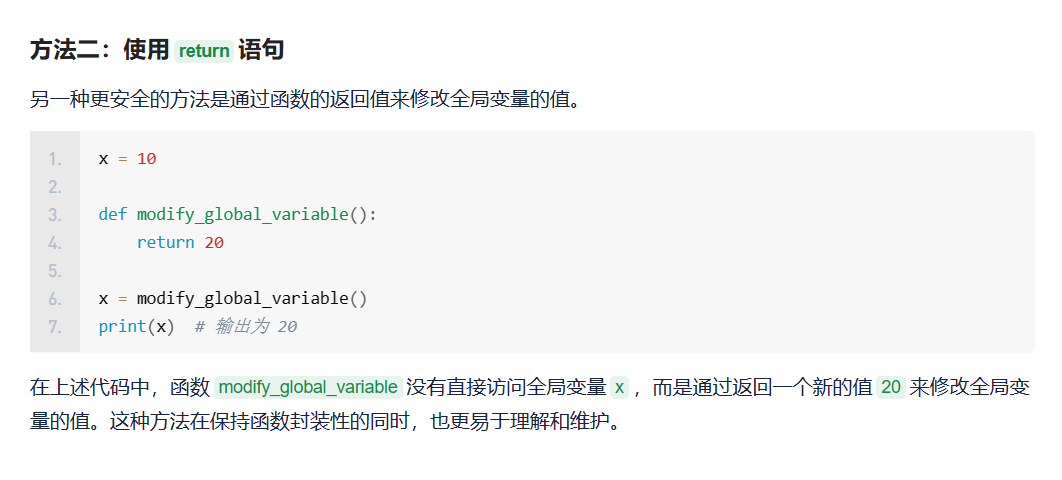 方法二：使用 return 语句
另一种更安全的方法是通过函数的返回值来修改全局变量的值。
1. x = 10
2.
3. def modify_global_variable():
4.     return 20
5.
6. x = modify_global_variable()
7. print(x)  # 输出为 20
在上述代码中，函数 modify_global_variable 没有直接访问全局变量 x ，而是通过返回一个新的值 20 来修改全局变
量的值。这种方法在保持函数封装性的同时，也更易于理解和维护。